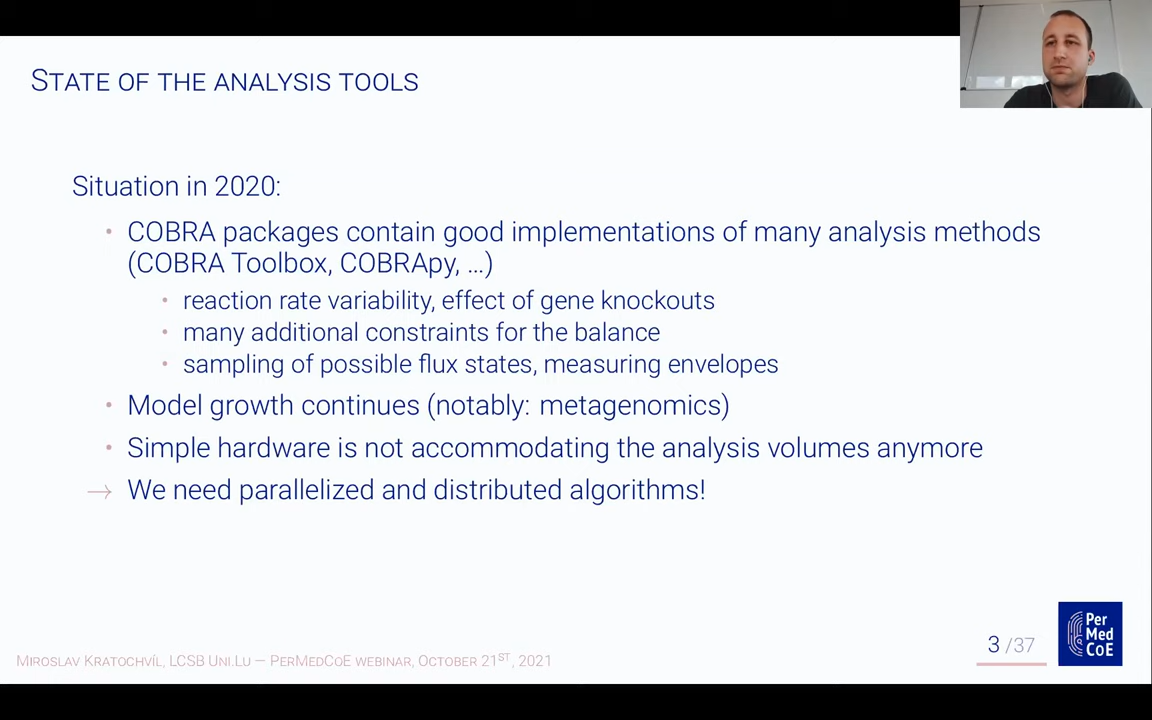 STATE OF THE ANALYSIS TOOLS
Situation in 2020:
• COBRA packages contain good implementations of many analysis methods
(COBRA Toolbox, COBRApy, ...)
• reaction rate variability, effect of gene knockouts
• many additional constraints for the balance
• sampling of possible flux states, measuring envelopes
• Model growth continues (notably: metagenomics)
• Simple hardware is not accommodating the analysis volumes anymore
→ We need parallelized and distributed algorithms!
MIROSLAV KRATOCHVÍL, LCSB UNI.LU — PERMEDCOE WEBINAR, OCTOBER 21ST, 2021
3 /37
Per
Med
CoE